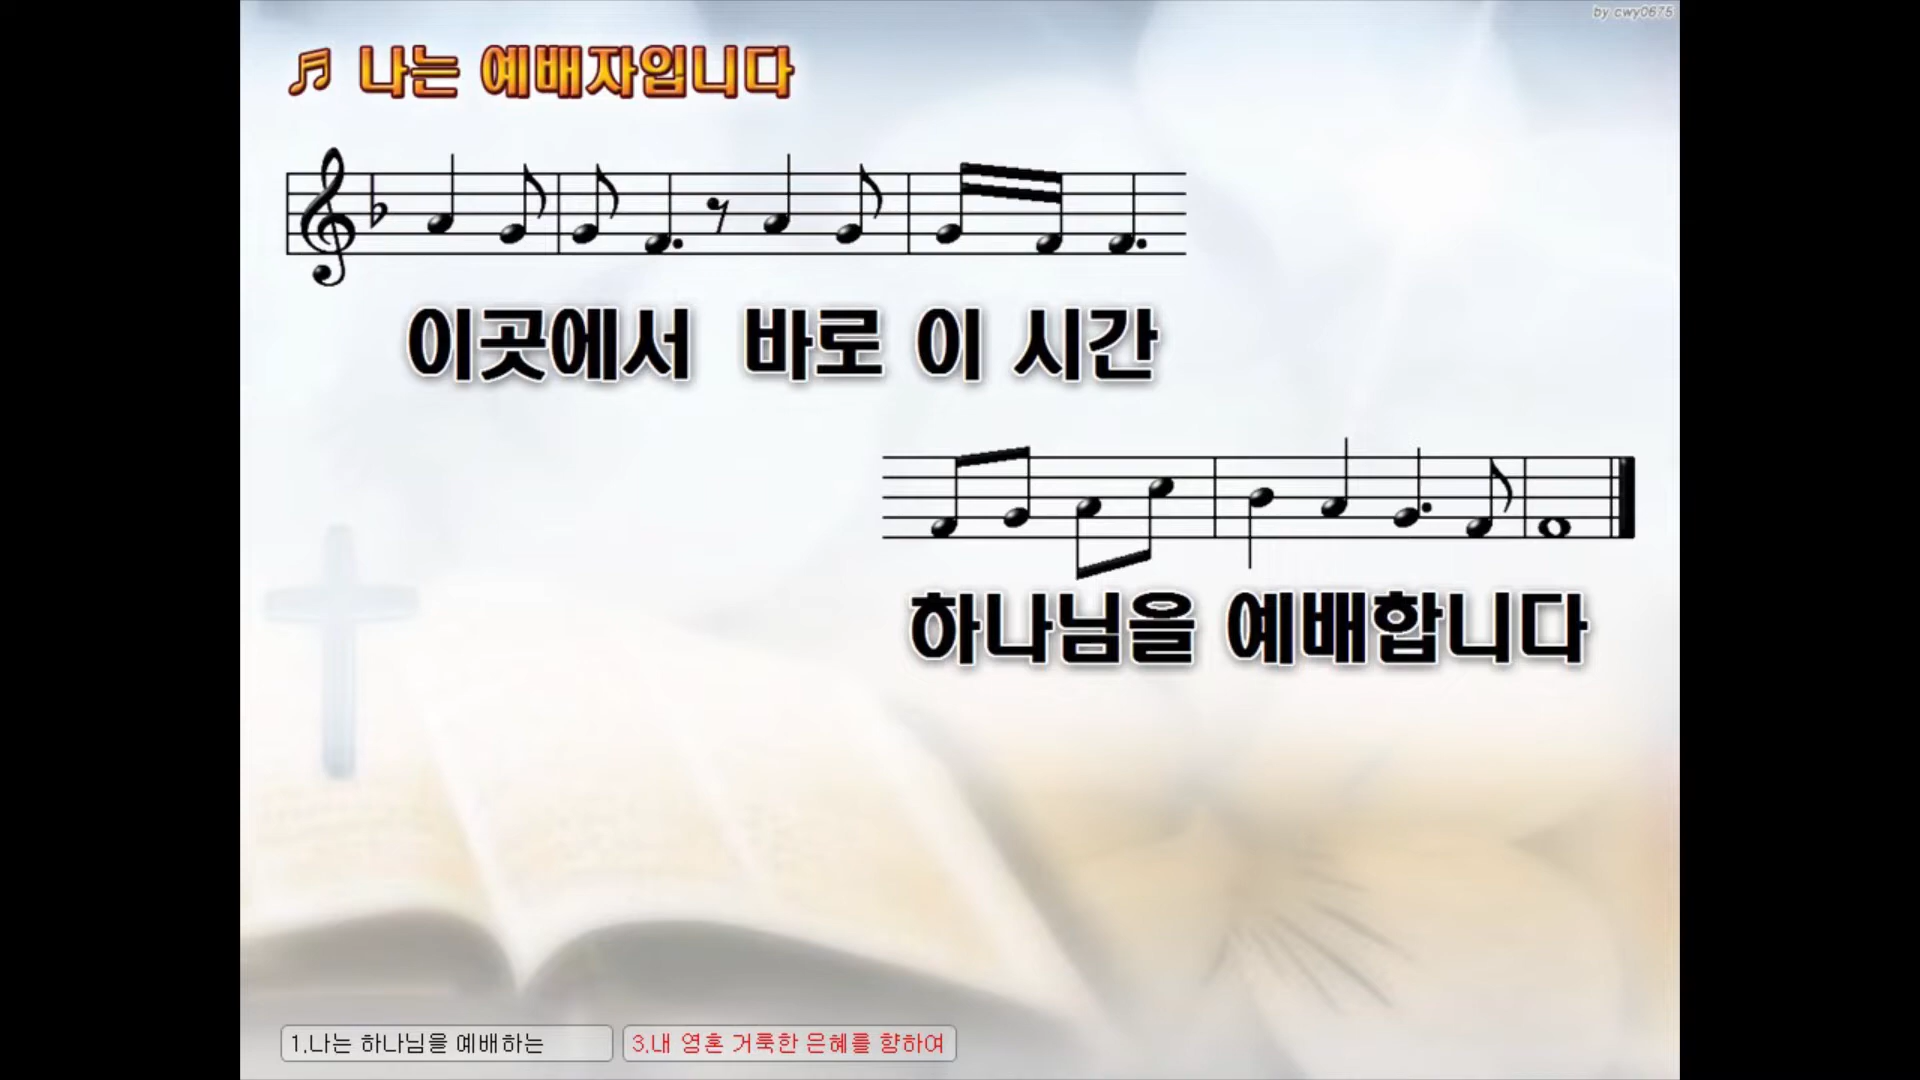 by cwy0675
나는 예배자입니다
이곳에서 바로 이 시간
하나님을 예배합니다
1.나는 하나님을 예배하는
3.내 영혼 거룩한 은혜를 향하여